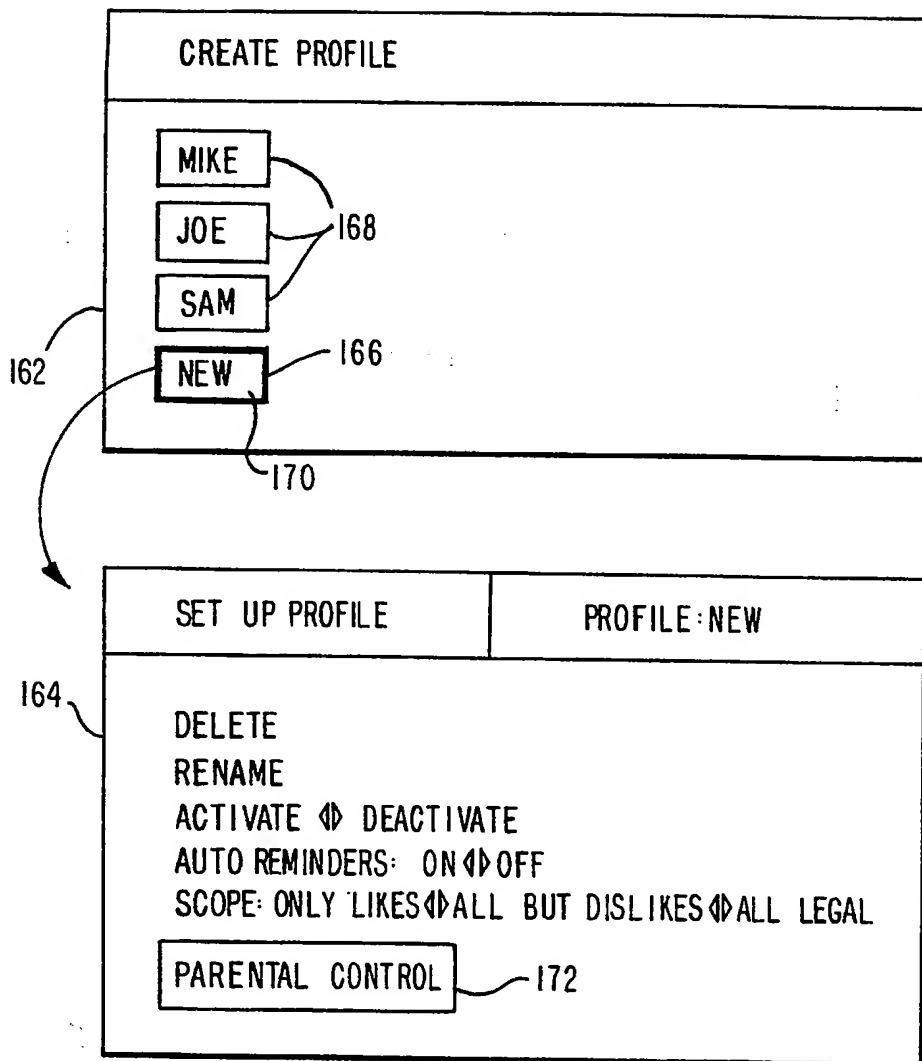 CREATE PROFILE
MIKE
JOE
168
SAM
162
NEW
166
170
SET UP PROFILE
PROFILE:NEW
164
DELETE
RENAME
ACTIVATE ◁▷ DEACTIVATE
AUTO REMINDERS: ON◁▷OFF
SCOPE: ONLY LIKES◁▷ALL BUT DISLIKES◁▷ALL LEGAL
PARENTAL CONTROL
172